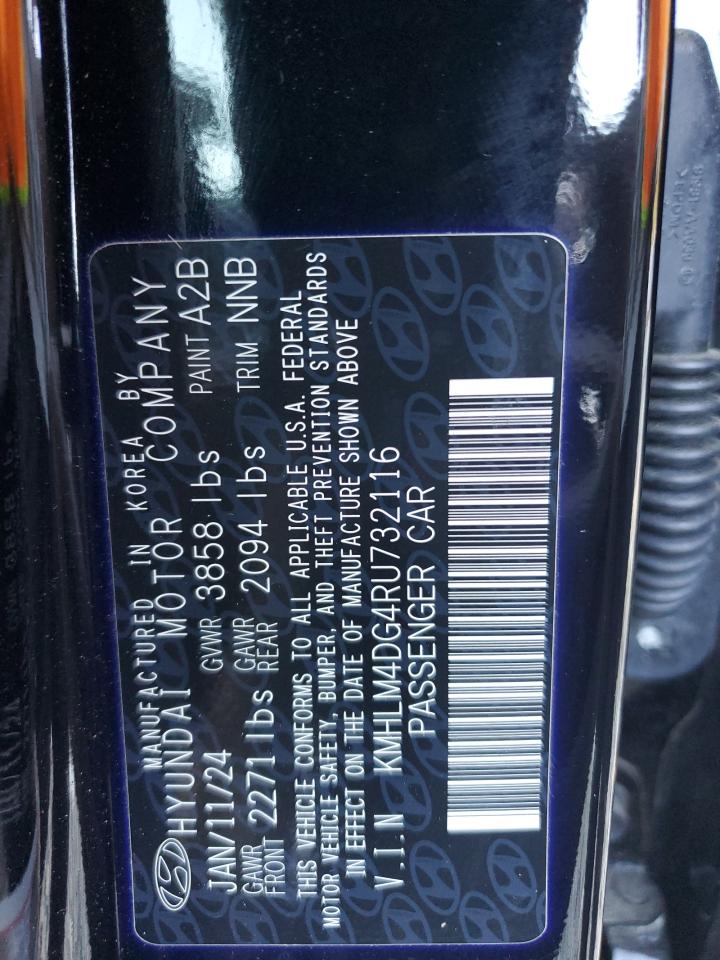 MANUFACTURED IN KOREA BY
HYUNDAI MOTOR COMPANY
JAN/11/24 GVWR 3858 lbs PAINT A2B
GAWR FRONT 2271 lbs GAWR REAR 2094 lbs TRIM NNB
THIS VEHICLE CONFORMS TO ALL APPLICABLE U.S.A. FEDERAL
MOTOR VEHICLE SAFETY, BUMPER, AND THEFT PREVENTION STANDARDS
IN EFFECT ON THE DATE OF MANUFACTURE SHOWN ABOVE
V.I.N KMHLM4DG4RU732116
PASSENGER CAR